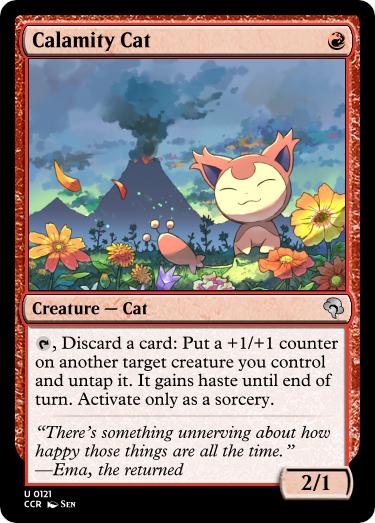 Calamity Cat
Creature — Cat
, Discard a card: Put a +1/+1 counter
on another target creature you control
and untap it. It gains haste until end of
turn. Activate only as a sorcery.
“There's something unnerving about how
happy those things are all the time.”
—Ema, the returned
2/1
U 0121
CCR SEN